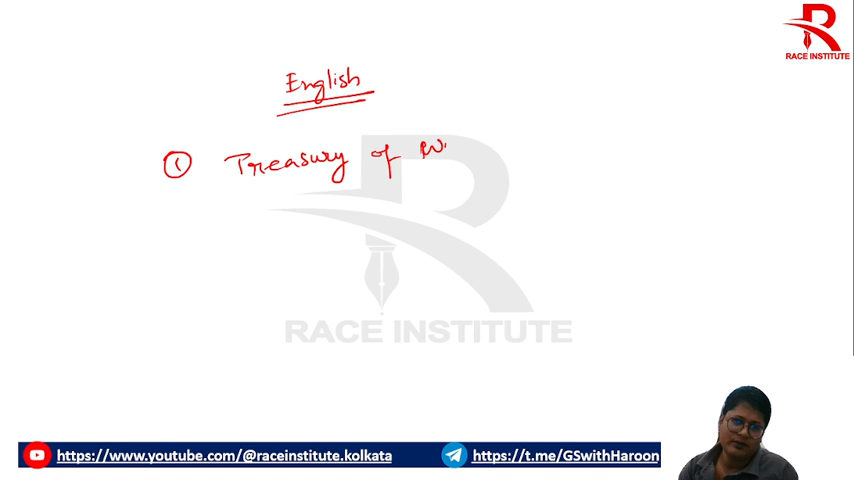 RACE INSTITUTE
English
① Treasury of
RACE INSTITUTE
https://www.youtube.com/@raceinstitute.kolkata https://t.me/GSwithHaroon